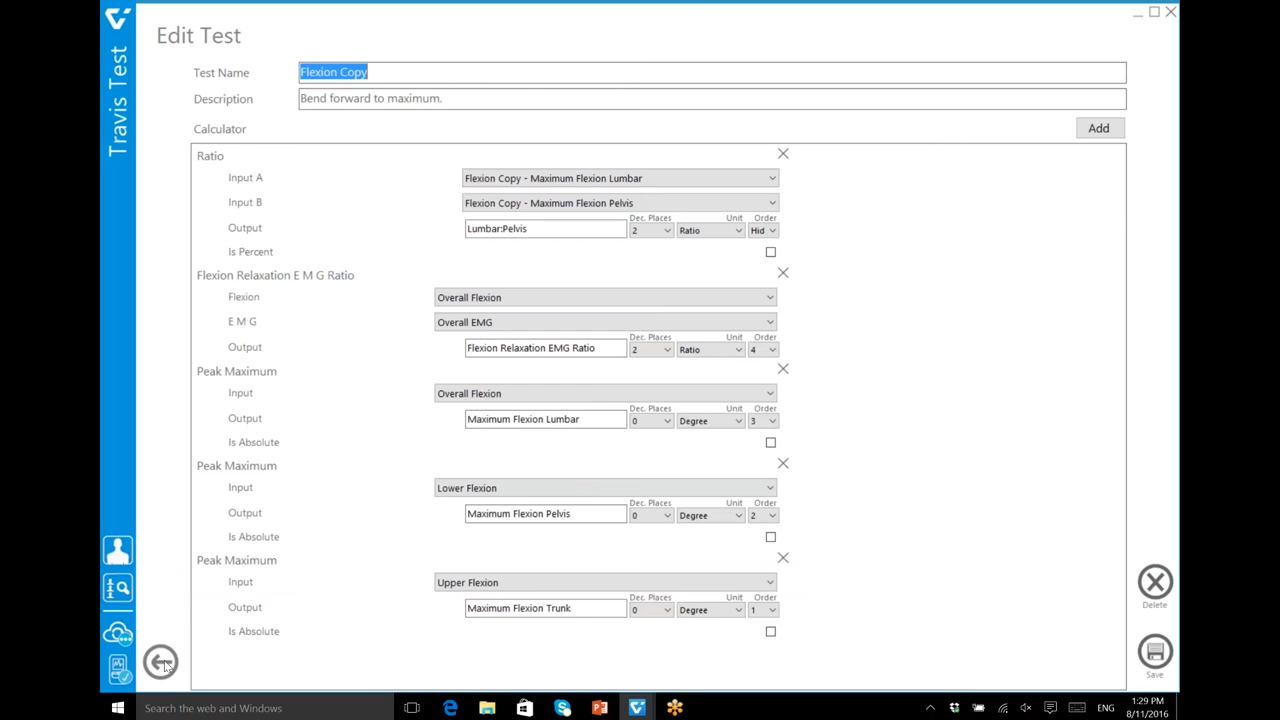 Travis Test
Edit Test
Test Name
Flexion Copy
Description
Bend forward to maximum.
Calculator
Add
Ratio
Input A
Flexion Copy - Maximum Flexion Lumbar
Input B
Flexion Copy - Maximum Flexion Pelvis
Dec. Places Unit Order
Output
Lumbar:Pelvis 2 Ratio Hid
Is Percent
Flexion Relaxation E M G Ratio
Flexion
Overall Flexion
E M G
Overall EMG
Dec. Places Unit Order
Output
Flexion Relaxation EMG Ratio 2 Ratio 4
Peak Maximum
Input
Overall Flexion
Dec. Places Unit Order
Output
Maximum Flexion Lumbar 0 Degree 3
Is Absolute
Peak Maximum
Input
Lower Flexion
Dec. Places Unit Order
Output
Maximum Flexion Pelvis 0 Degree 2
Is Absolute
Peak Maximum
Input
Upper Flexion
Dec. Places Unit Order
Output
Maximum Flexion Trunk 0 Degree 1
Is Absolute
Delete
Save
Search the web and Windows
ENG
1:29 PM
8/11/2016